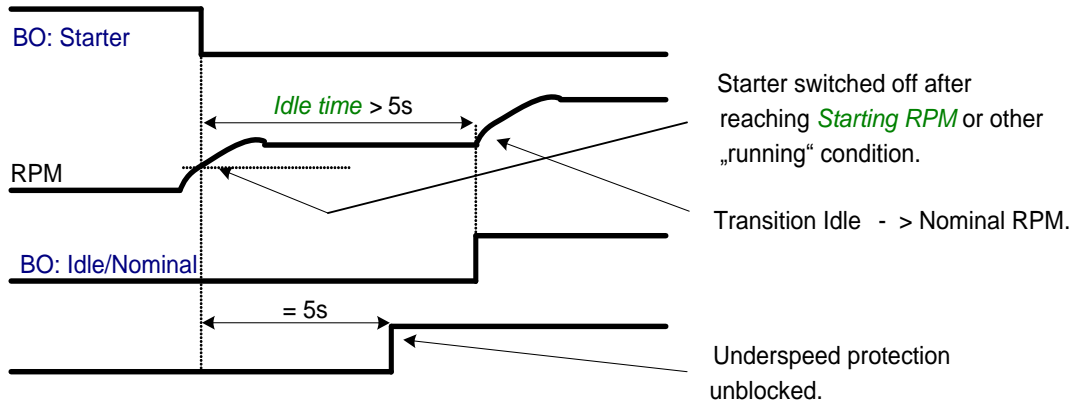 BO: Starter
Idle time > 5s
Starter switched off after
reaching Starting RPM or other
„running“ condition.
RPM
Transition Idle - > Nominal RPM.
BO: Idle/Nominal
= 5s
Underspeed protection
unblocked.